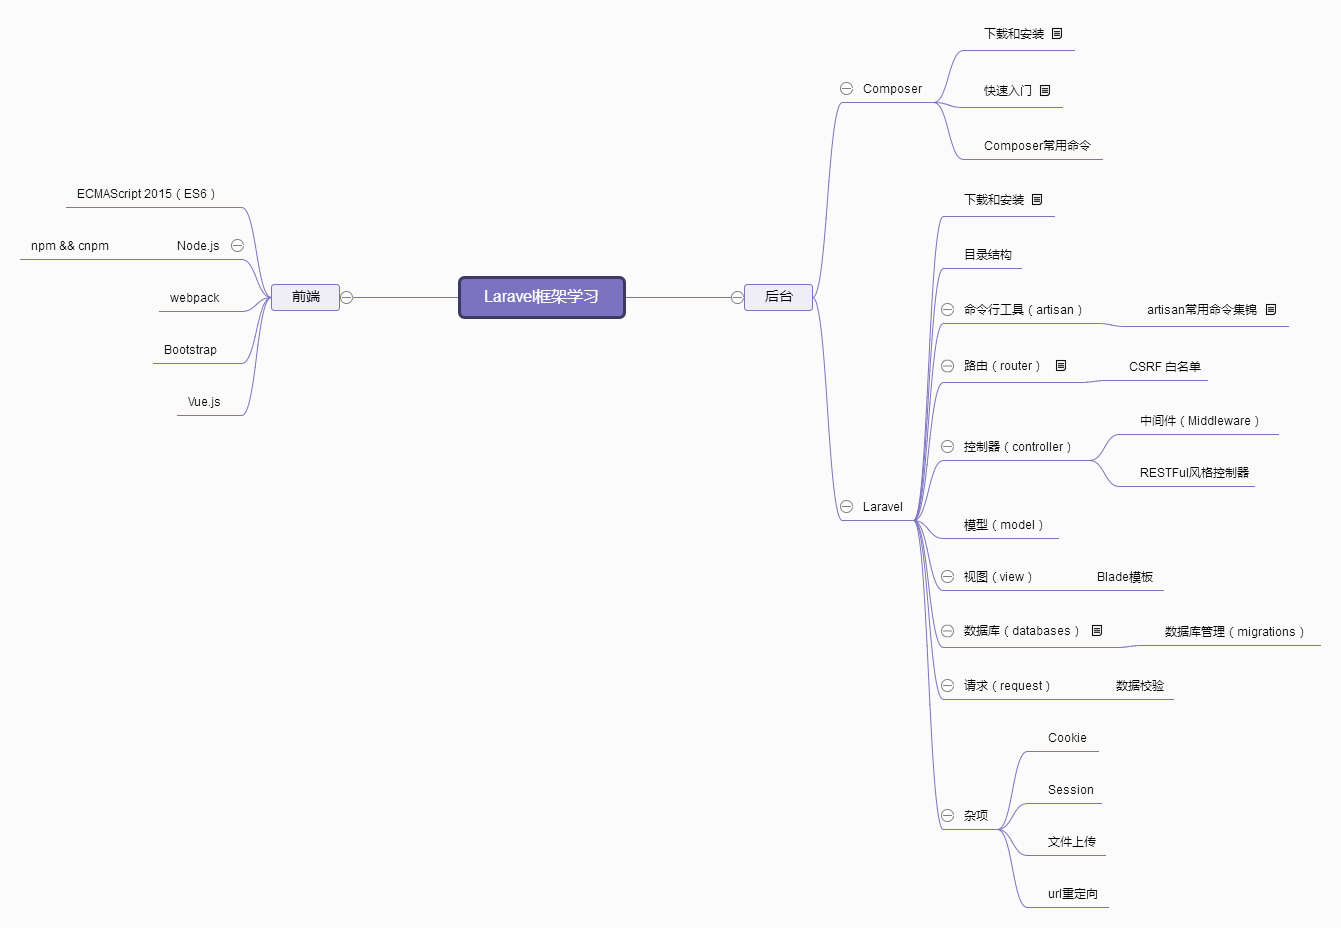 Laravel框架学习
前端
ECMAScript 2015（ES6）
Node.js
npm && cnpm
webpack
Bootstrap
Vue.js
后台
Composer
下载和安装
快速入门
Composer常用命令
Laravel
下载和安装
目录结构
命令行工具（artisan）
artisan常用命令集锦
路由（router）
CSRF 白名单
控制器（controller）
中间件（Middleware）
RESTFul风格控制器
模型（model）
视图（view）
Blade模板
数据库（databases）
数据库管理（migrations）
请求（request）
数据校验
杂项
Cookie
Session
文件上传
url重定向